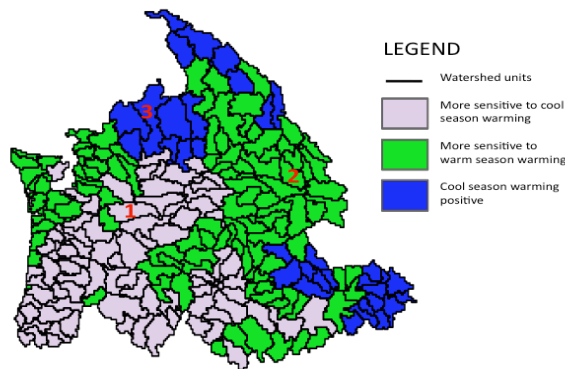 3
2
1
LEGEND
Watershed units
More sensitive to cool
season warming
More sensitive to
warm season warming
Cool season warming
positive